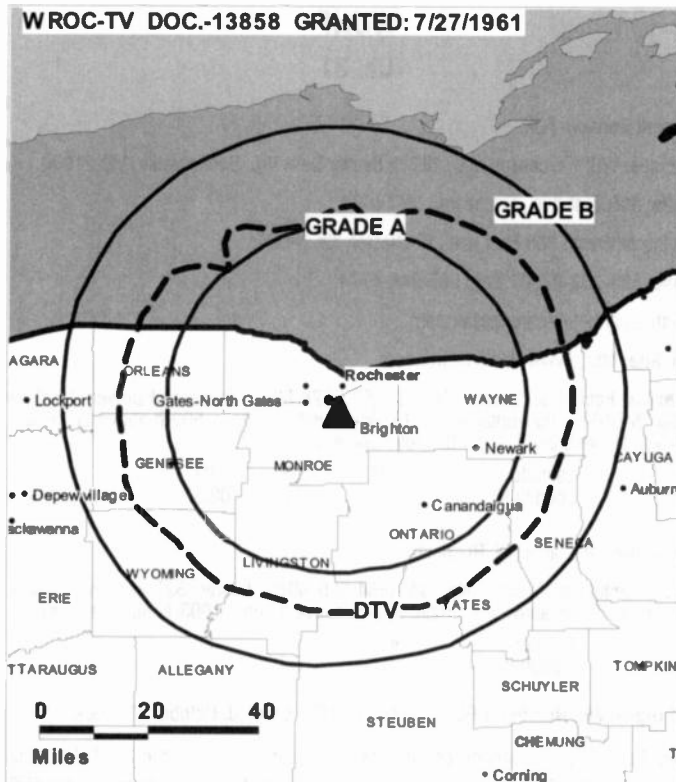 WROC-TV DOC.-13858 GRANTED: 7/27/1961
GRADE B
GRADE A
AGARA
ORLEANS
Rochester
Lockport
Gates-North Gates
WAYNE
Brighton
Newark
GENESEE
MONROE
CAYUGA
Depew village
Auburn
Canandaigua
ackawanna
ONTARIO
SENECA
LIVINGSTON
WYOMING
ERIE
DTV
YATES
TTARAUGUS
ALLEGANY
TOMPKIN
SCHUYLER
0 20 40
STEUBEN
CHEMUNG
Miles
T
Corning